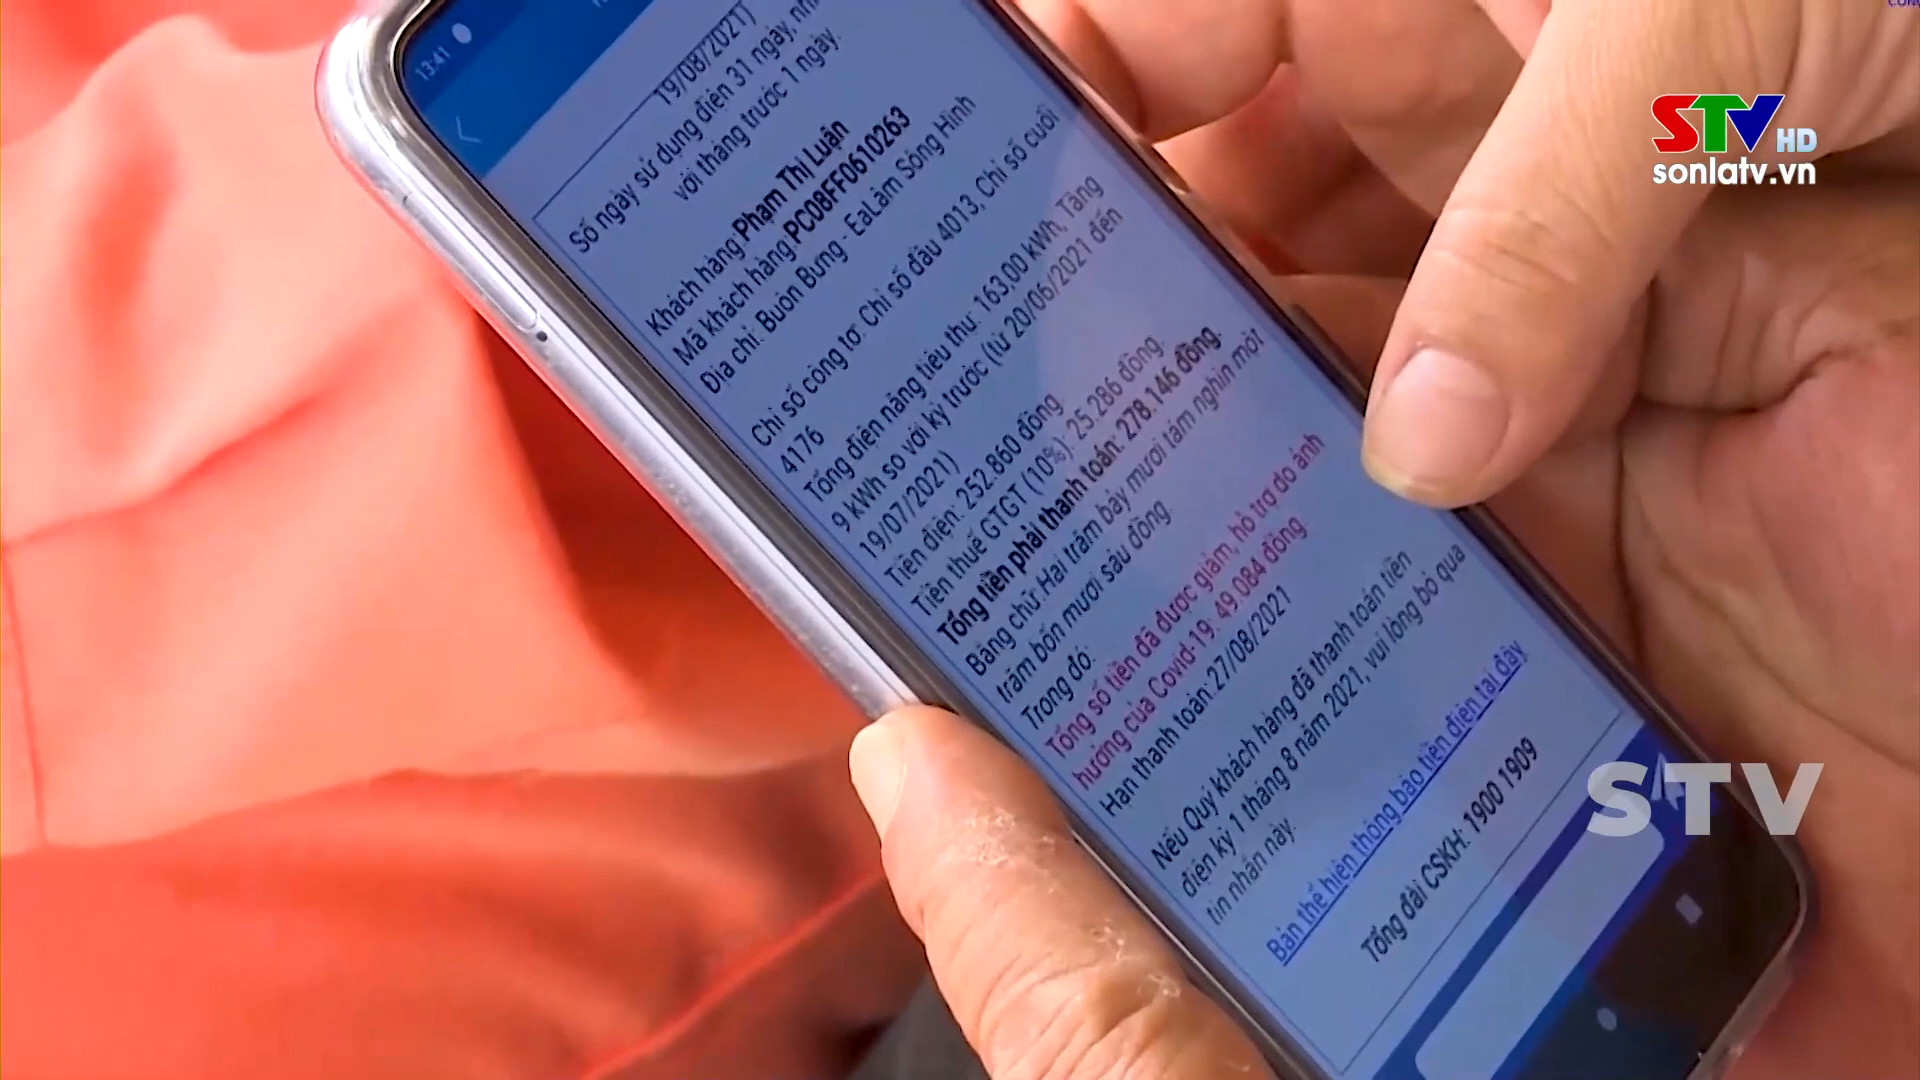 13:41
19/08/2021)
Số ngày sử dụng điện 31 ngày,
với tháng trước 1 ngày.
Khách hàng: Phạm Thị Luận
Mã khách hàng: PC08FF0610263
Địa chỉ: Buôn Bưng - EaLâm Sông Hinh
Chỉ số công tơ: Chỉ số đầu 4013, Chỉ số cuối
4176
Tổng điện năng tiêu thụ: 163,00 kWh, Tăng
9 kWh so với kỳ trước (từ 20/06/2021 đến
19/07/2021)
Tiền điện: 252.860 đồng
Tiền thuế GTGT (10%): 25.286 đồng.
Tổng tiền phải thanh toán: 278.146 đồng.
Bằng chữ: Hai trăm bảy mươi tám nghìn một
trăm bốn mươi sáu đồng.
Trong đó:
Tổng số tiền đã được giảm, hỗ trợ do ảnh
hưởng của Covid-19: 49.084 đồng
Hạn thanh toán: 27/08/2021
Nếu Quý khách hàng đã thanh toán tiền
điện kỳ 1 tháng 8 năm 2021, vui lòng bỏ qua
tin nhắn này.
Bản thể hiện thông báo tiền điện tại đây
Tổng đài CSKH: 1900 1909
STV HD
sonlatv.vn
STV